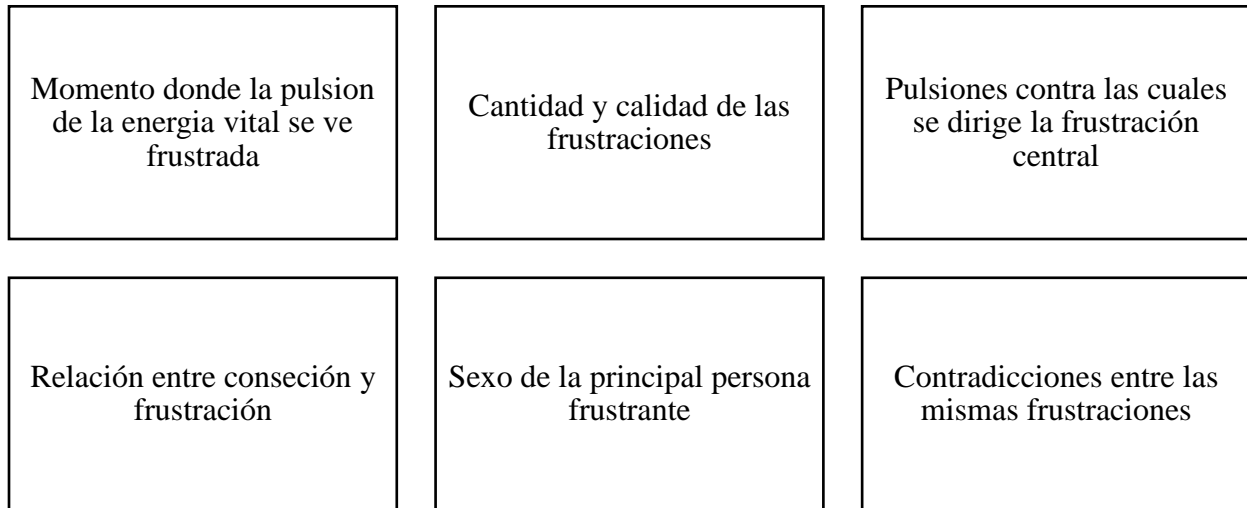 Momento donde la pulsion
de la energia vital se ve
frustrada
Cantidad y calidad de las
frustraciones
Pulsiones contra las cuales
se dirige la frustración
central
Relación entre conseción y
frustración
Sexo de la principal persona
frustrante
Contradicciones entre las
mismas frustraciones